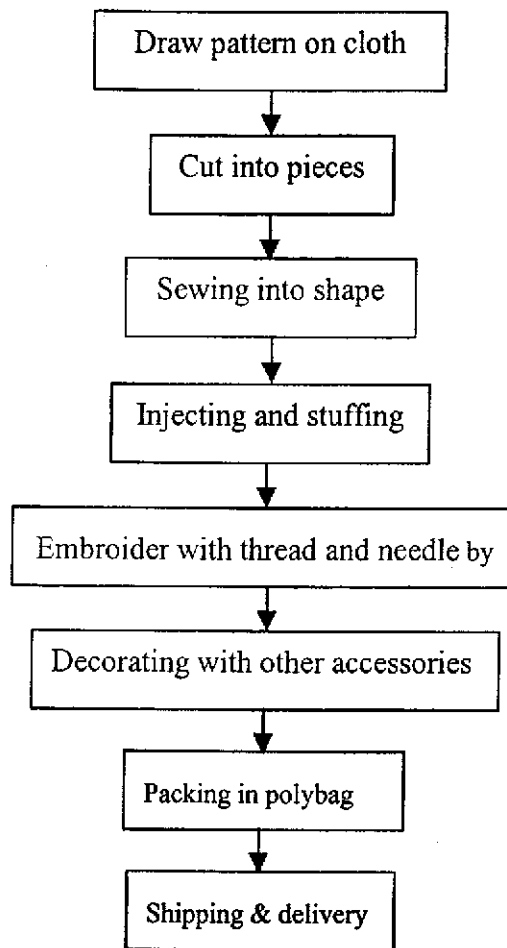 Draw pattern on cloth
Cut into pieces
Sewing into shape
Injecting and stuffing
Embroider with thread and needle by
Decorating with other accessories
Packing in polybag
Shipping & delivery